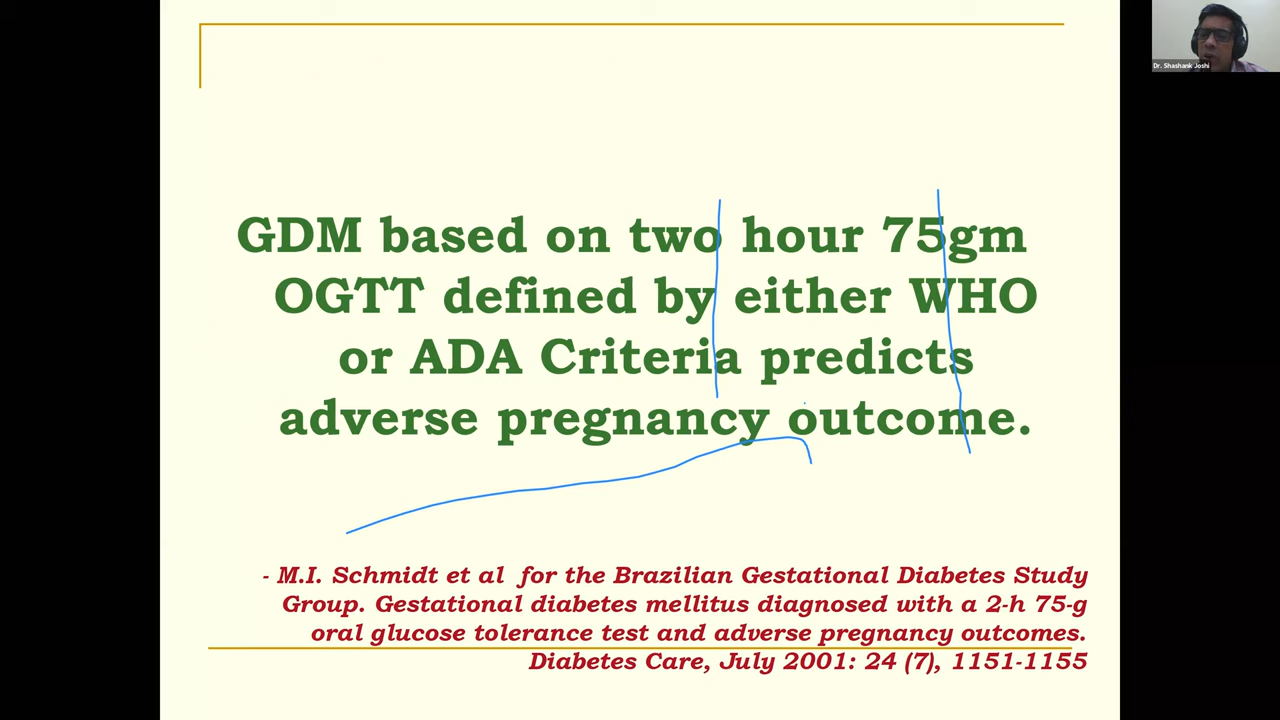 Dr. Shashank Joshi
GDM based on two hour 75gm
OGTT defined by either WHO
or ADA Criteria predicts
adverse pregnancy outcome.
- M.I. Schmidt et al for the Brazilian Gestational Diabetes Study
Group. Gestational diabetes mellitus diagnosed with a 2-h 75-g
oral glucose tolerance test and adverse pregnancy outcomes.
Diabetes Care, July 2001: 24 (7), 1151-1155